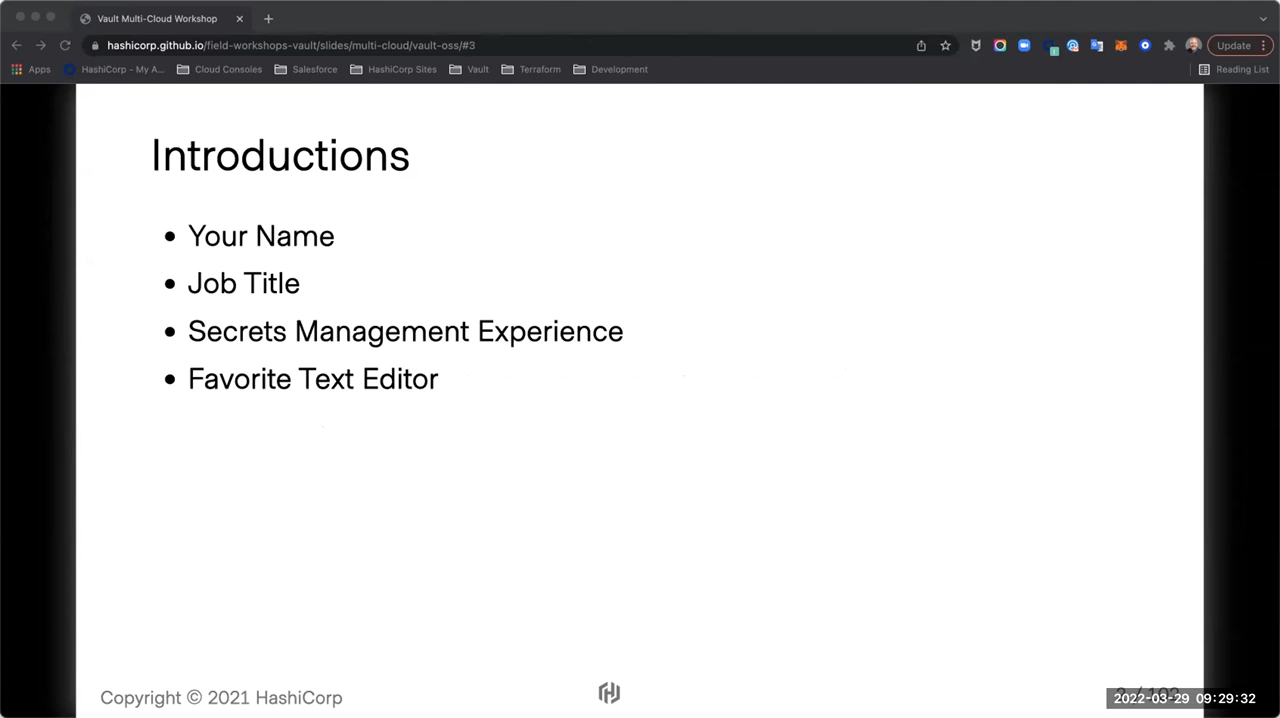 Vault Multi-Cloud Workshop
hashicorp.github.io/field-workshops-vault/slides/multi-cloud/vault-oss/#3
Update
Apps
HashiCorp - My A...
Cloud Consoles
Salesforce
HashiCorp Sites
Vault
Terraform
Development
Reading List
Introductions
• Your Name
• Job Title
• Secrets Management Experience
• Favorite Text Editor
Copyright © 2021 HashiCorp
2022-03-29 09:29:32